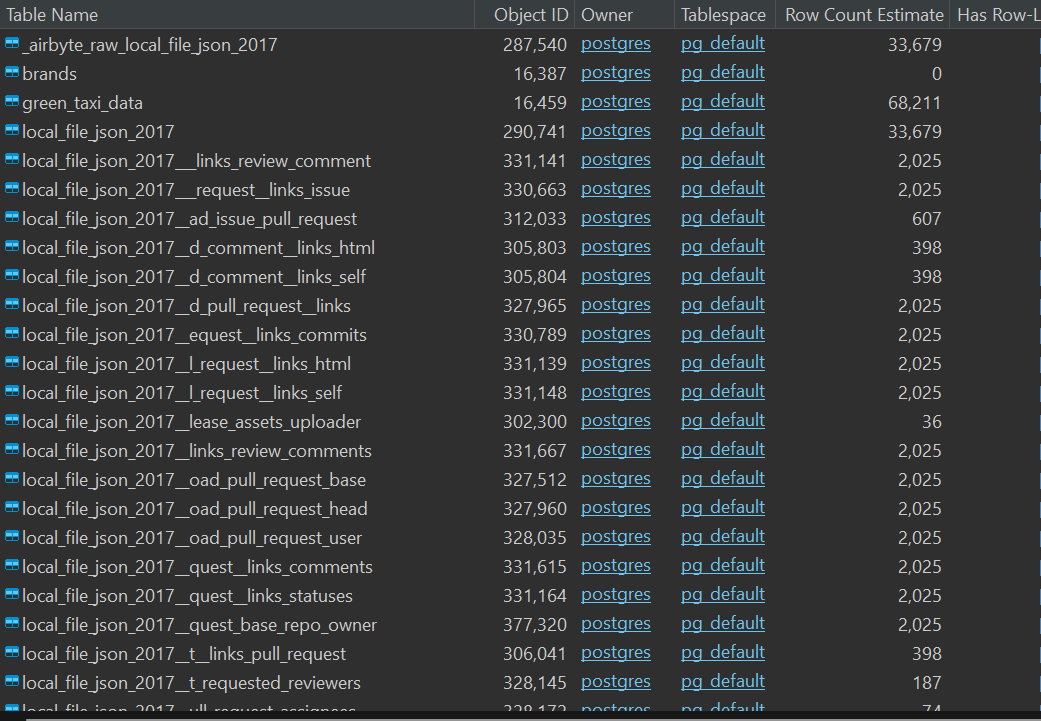 Table Name Object ID Owner Tablespace Row Count Estimate Has Row-L
_airbyte_raw_local_file_json_2017 287,540 postgres pg_default 33,679
brands 16,387 postgres pg_default 0
green_taxi_data 16,459 postgres pg_default 68,211
local_file_json_2017 290,741 postgres pg_default 33,679
local_file_json_2017___links_review_comment 331,141 postgres pg_default 2,025
local_file_json_2017___request__links_issue 330,663 postgres pg_default 2,025
local_file_json_2017__ad_issue_pull_request 312,033 postgres pg_default 607
local_file_json_2017__d_comment__links_html 305,803 postgres pg_default 398
local_file_json_2017__d_comment__links_self 305,804 postgres pg_default 398
local_file_json_2017__d_pull_request__links 327,965 postgres pg_default 2,025
local_file_json_2017__equest__links_commits 330,789 postgres pg_default 2,025
local_file_json_2017__l_request__links_html 331,139 postgres pg_default 2,025
local_file_json_2017__l_request__links_self 331,148 postgres pg_default 2,025
local_file_json_2017__lease_assets_uploader 302,300 postgres pg_default 36
local_file_json_2017__links_review_comments 331,667 postgres pg_default 2,025
local_file_json_2017__oad_pull_request_base 327,512 postgres pg_default 2,025
local_file_json_2017__oad_pull_request_head 327,960 postgres pg_default 2,025
local_file_json_2017__oad_pull_request_user 328,035 postgres pg_default 2,025
local_file_json_2017__quest__links_comments 331,615 postgres pg_default 2,025
local_file_json_2017__quest__links_statuses 331,164 postgres pg_default 2,025
local_file_json_2017__quest_base_repo_owner 377,320 postgres pg_default 2,025
local_file_json_2017__t__links_pull_request 306,041 postgres pg_default 398
local_file_json_2017__t_requested_reviewers 328,145 postgres pg_default 187
local_file_json_2017__ull_request_assignees 328,172 postgres pg_default 74